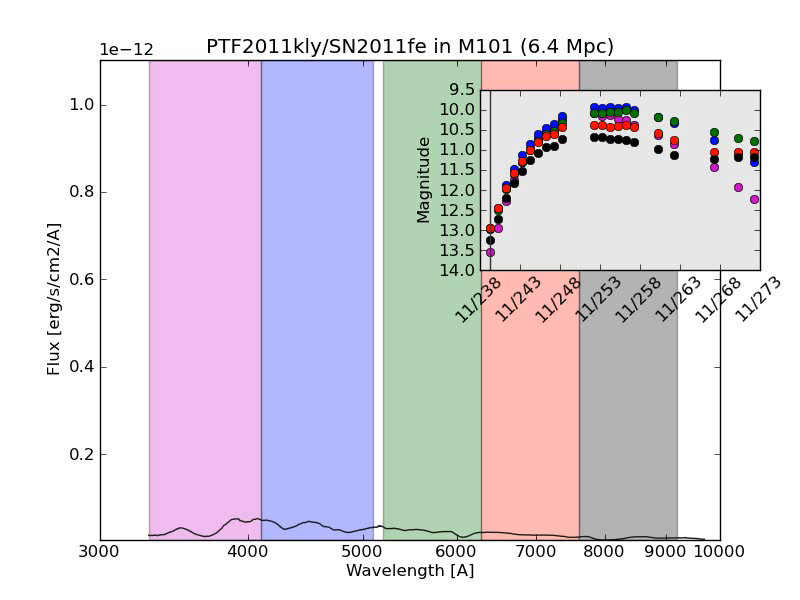 PTF2011kly/SN2011fe in M101 (6.4 Mpc)
1e−12
1.0
0.8
0.6
0.4
0.2
Flux [erg/s/cm2/A]
9.5
10.0
10.5
11.0
11.5
12.0
12.5
13.0
13.5
14.0
Magnitude
11/238 11/243 11/248 11/253 11/258 11/263 11/268 11/273
3000 4000 5000 6000 7000 8000 9000 10000
Wavelength [A]